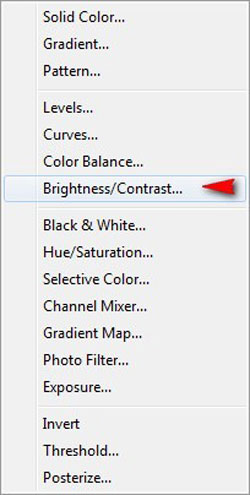 Solid Color...
Gradient...
Pattern...
Levels...
Curves...
Color Balance...
Brightness/Contrast...
Black & White...
Hue/Saturation...
Selective Color...
Channel Mixer...
Gradient Map...
Photo Filter...
Exposure...
Invert
Threshold...
Posterize...